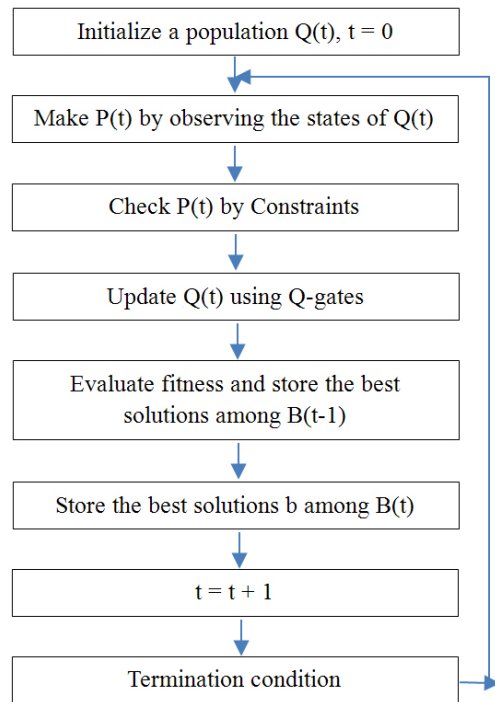 Initialize a population Q(t), t = 0
Make P(t) by observing the states of Q(t)
Check P(t) by Constraints
Update Q(t) using Q-gates
Evaluate fitness and store the best
solutions among B(t-1)
Store the best solutions b among B(t)
t = t + 1
Termination condition